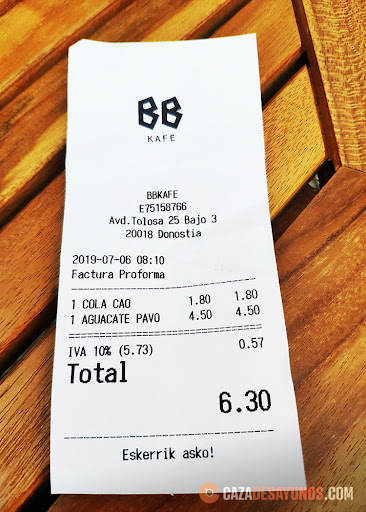 BB
KAFE
BBKAFE
E75158766
Avd.Tolosa 25 Bajo 3
20018 Donostia
2019-07-06 08:10
Factura Proforma
1 COLA CAO 1.80 1.80
1 AGUACATE PAVO 4.50 4.50
IVA 10% (5.73) 0.57
Total
6.30
Eskerrik asko!
CAZADESAYUNOS.COM